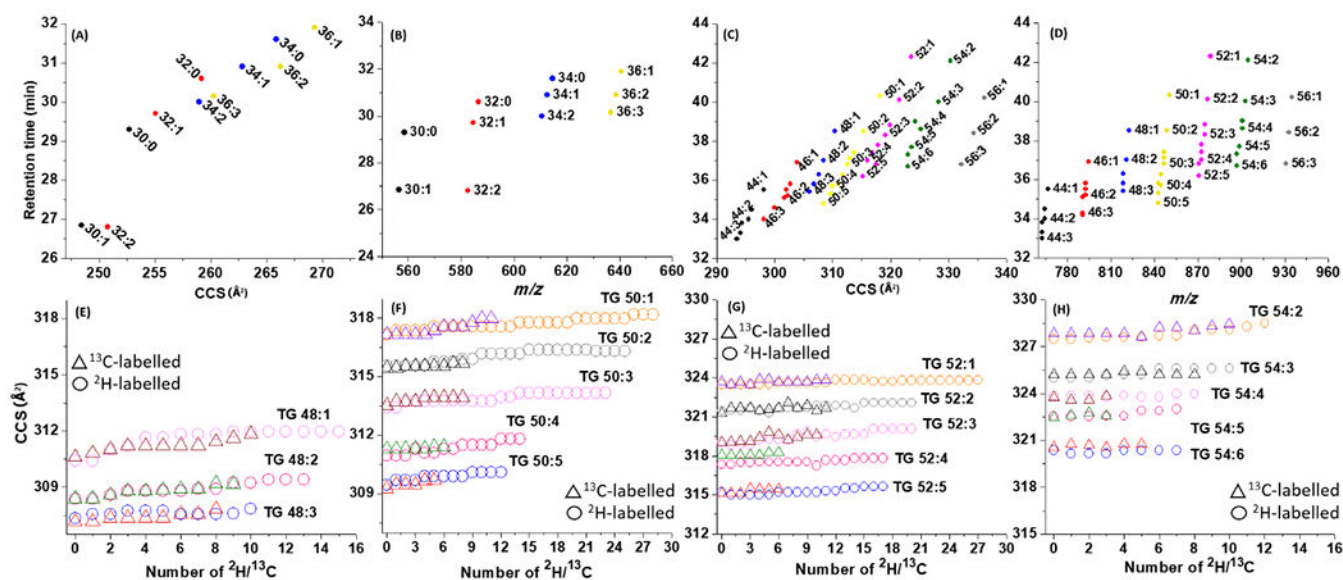 (A)
32
31
30
29
28
27
26
Retention time (min)
36:1
34:0
34:1
36:2
32:0
36:3
34:2
32:1
30:0
30:1
32:2
250 255 260 265 270
CCS (Å²)
(B)
34
32
30
28
26
24
36:1
34:0
34:1
36:2
32:0
34:2
36:3
32:1
30:0
30:1
32:2
560 580 600 620 640 660
m/z
(C)
44
42
40
38
36
34
32
52:1
54:2
50:1
52:2
54:3
56:1
48:1
50:2
52:3
54:4
56:2
46:1
48:2
50:3
52:4
54:5
44:1
46:2
48:3
50:4
52:5
54:6
56:3
44:2
46:3
50:5
44:3
290 300 310 320 330 340
CCS (Å²)
(D)
44
42
40
38
36
34
32
52:1
54:2
50:1
52:2
54:3
56:1
48:1
50:2
52:3
54:4
56:2
46:1
48:2
50:3
52:4
54:5
44:1
46:2
48:3
50:4
52:5
54:6
56:3
44:2
46:3
50:5
44:3
780 820 860 900 940 980
m/z
(E)
318
315
312
309
CCS (Å²)
¹³C-labelled
²H-labelled
TG 48:1
TG 48:2
TG 48:3
0 2 4 6 8 10 12 14 16
Number of ²H/¹³C
(F)
318
315
312
309
TG 50:1
TG 50:2
TG 50:3
TG 50:4
TG 50:5
¹³C-labelled
²H-labelled
0 3 6 9 12 15 18 21 24 27 30
Number of ²H/¹³C
(G)
330
327
324
321
318
315
312
¹³C-labelled
²H-labelled
TG 52:1
TG 52:2
TG 52:3
TG 52:4
TG 52:5
0 3 6 9 12 15 18 21 24 27 30
Number of ²H/¹³C
(H)
330
327
324
321
318
315
TG 54:2
TG 54:3
TG 54:4
TG 54:5
TG 54:6
¹³C-labelled
²H-labelled
0 2 4 6 8 10 12 14 16
Number of ²H/¹³C